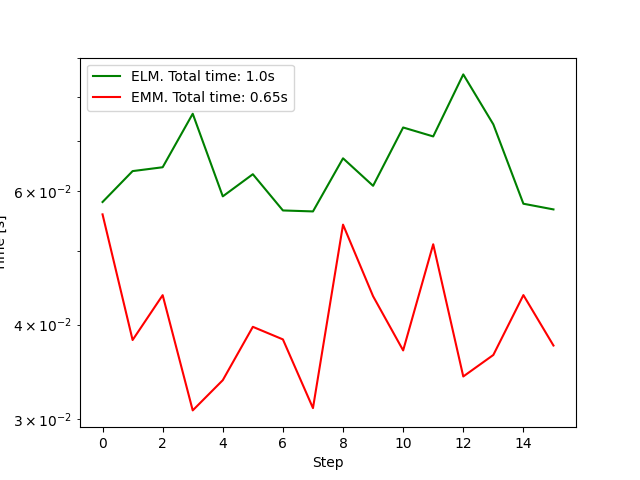 ELM. Total time: 1.0s
EMM. Total time: 0.65s
6 × 10⁻²
4 × 10⁻²
3 × 10⁻²
Time [s]
0 2 4 6 8 10 12 14
Step